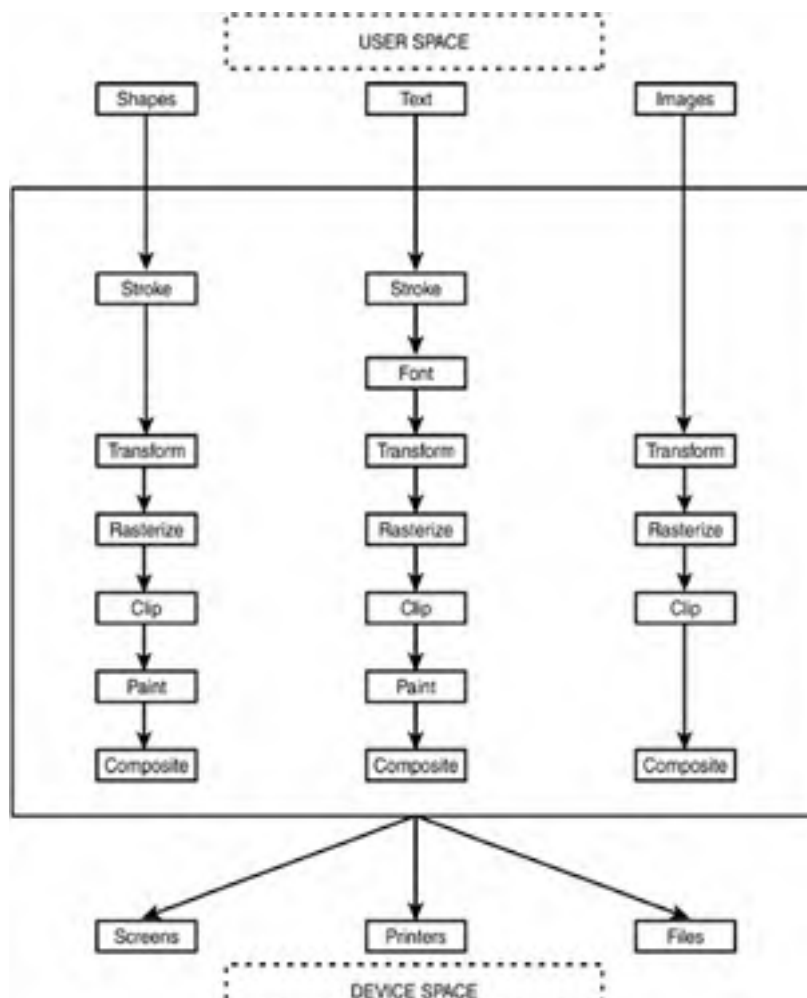 USER SPACE
Shapes Text Images
Stroke Stroke
Font
Transform Transform Transform
Rasterize Rasterize Rasterize
Clip Clip Clip
Paint Paint
Composite Composite Composite
Screens Printers Files
DEVICE SPACE